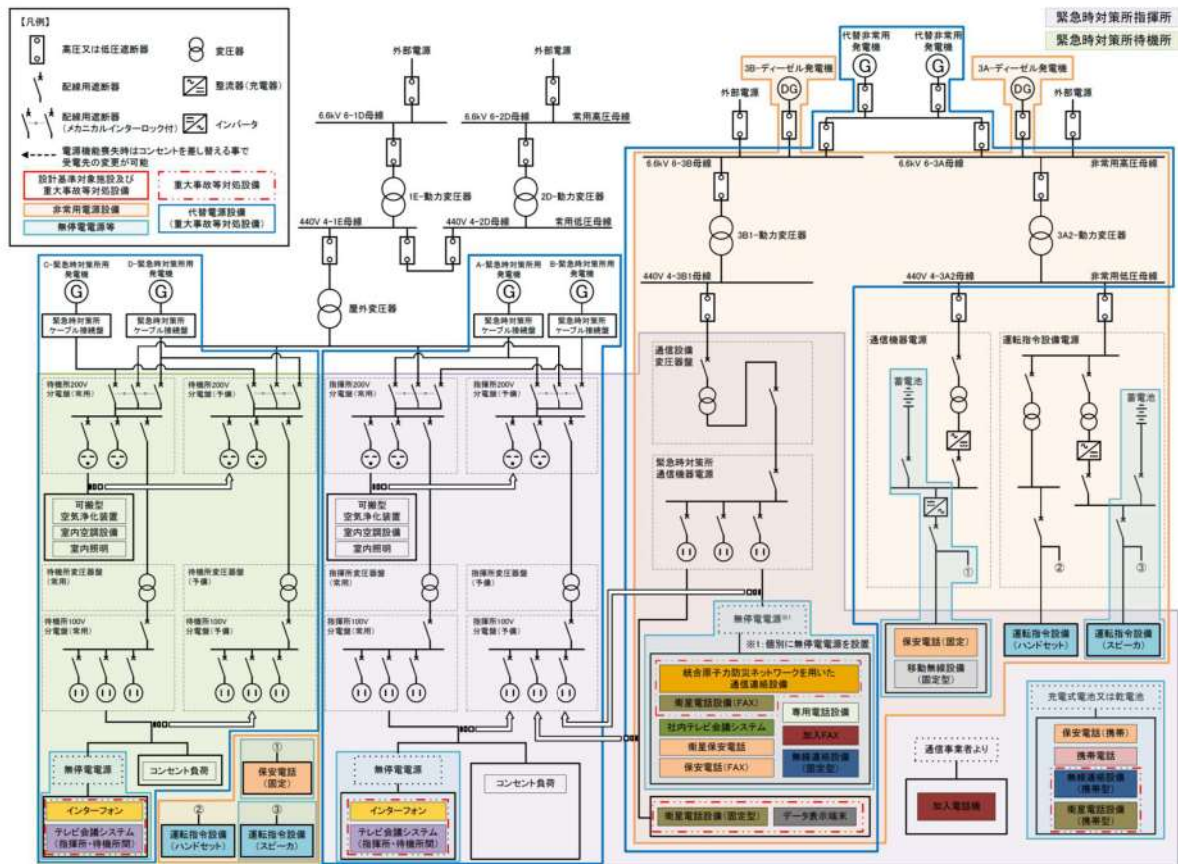 【凡例】
高圧又は低圧遮断器
変圧器
配線用遮断器
整流器(充電器)
配線用遮断器
(メカニカルインターロック付)
インバータ
電源機能喪失時はコンセントを差し替える事で
受電先の変更が可能
設計基準対象施設及び
重大事故等対処設備
重大事故等対処設備
非常用電源設備
無停電電源等
代替電源設備
(重大事故等対処設備)
緊急時対策所指揮所
緊急時対策所待機所
外部電源
外部電源
6.6kV 6-1D母線
6.6kV 6-2D母線
常用高圧母線
1E-動力変圧器
2D-動力変圧器
440V 4-1E母線
440V 4-2D母線
常用低圧母線
屋外変圧器
代替非常用
発電機
G
代替非常用
発電機
G
3B-ディーゼル発電機
DG
3A-ディーゼル発電機
DG
外部電源
外部電源
6.6kV 6-3B母線
6.6kV 6-3A母線
非常用高圧母線
3B1-動力変圧器
3A2-動力変圧器
440V 4-3B1母線
440V 4-3A2母線
非常用低圧母線
C-緊急時対策所用
発電機
G
D-緊急時対策所用
発電機
G
緊急時対策所
ケーブル接続盤
緊急時対策所
ケーブル接続盤
A-緊急時対策所用
発電機
G
B-緊急時対策所用
発電機
G
緊急時対策所
ケーブル接続盤
緊急時対策所
ケーブル接続盤
待機所200V
分電盤(常用)
待機所200V
分電盤(予備)
指揮所200V
分電盤(常用)
指揮所200V
分電盤(予備)
可搬型
空気浄化装置
室内空調設備
室内照明
可搬型
空気浄化装置
室内空調設備
室内照明
待機所変圧器盤
(常用)
待機所変圧器盤
(予備)
指揮所変圧器盤
(常用)
指揮所変圧器盤
(予備)
待機所100V
分電盤(常用)
待機所100V
分電盤(予備)
指揮所100V
分電盤(常用)
指揮所100V
分電盤(予備)
無停電電源
コンセント負荷
インターフォン
テレビ会議システム
(指揮所・待機所間)
①
保安電話
(固定)
②
運転指令設備
(ハンドセット)
③
運転指令設備
(スピーカ)
無停電電源
コンセント負荷
インターフォン
テレビ会議システム
(指揮所・待機所間)
通信設備
変圧器盤
緊急時対策所
通信機器電源
無停電電源※1
※1:個別に無停電電源を設置
統合原子力防災ネットワークを用いた
通信連絡設備
衛星電話設備(FAX)
社内テレビ会議システム
衛星保安電話
保安電話(FAX)
専用電話設備
加入FAX
無線連絡設備
(固定型)
衛星電話設備(固定型)
データ表示端末
通信機器電源
蓄電池
①
運転指令設備電源
蓄電池
②
③
保安電話(固定)
移動無線設備
(固定型)
運転指令設備
(ハンドセット)
運転指令設備
(スピーカ)
通信事業者より
加入電話機
充電式電池又は乾電池
保安電話(携帯)
携帯電話
無線連絡設備
(携帯型)
衛星電話設備
(携帯型)